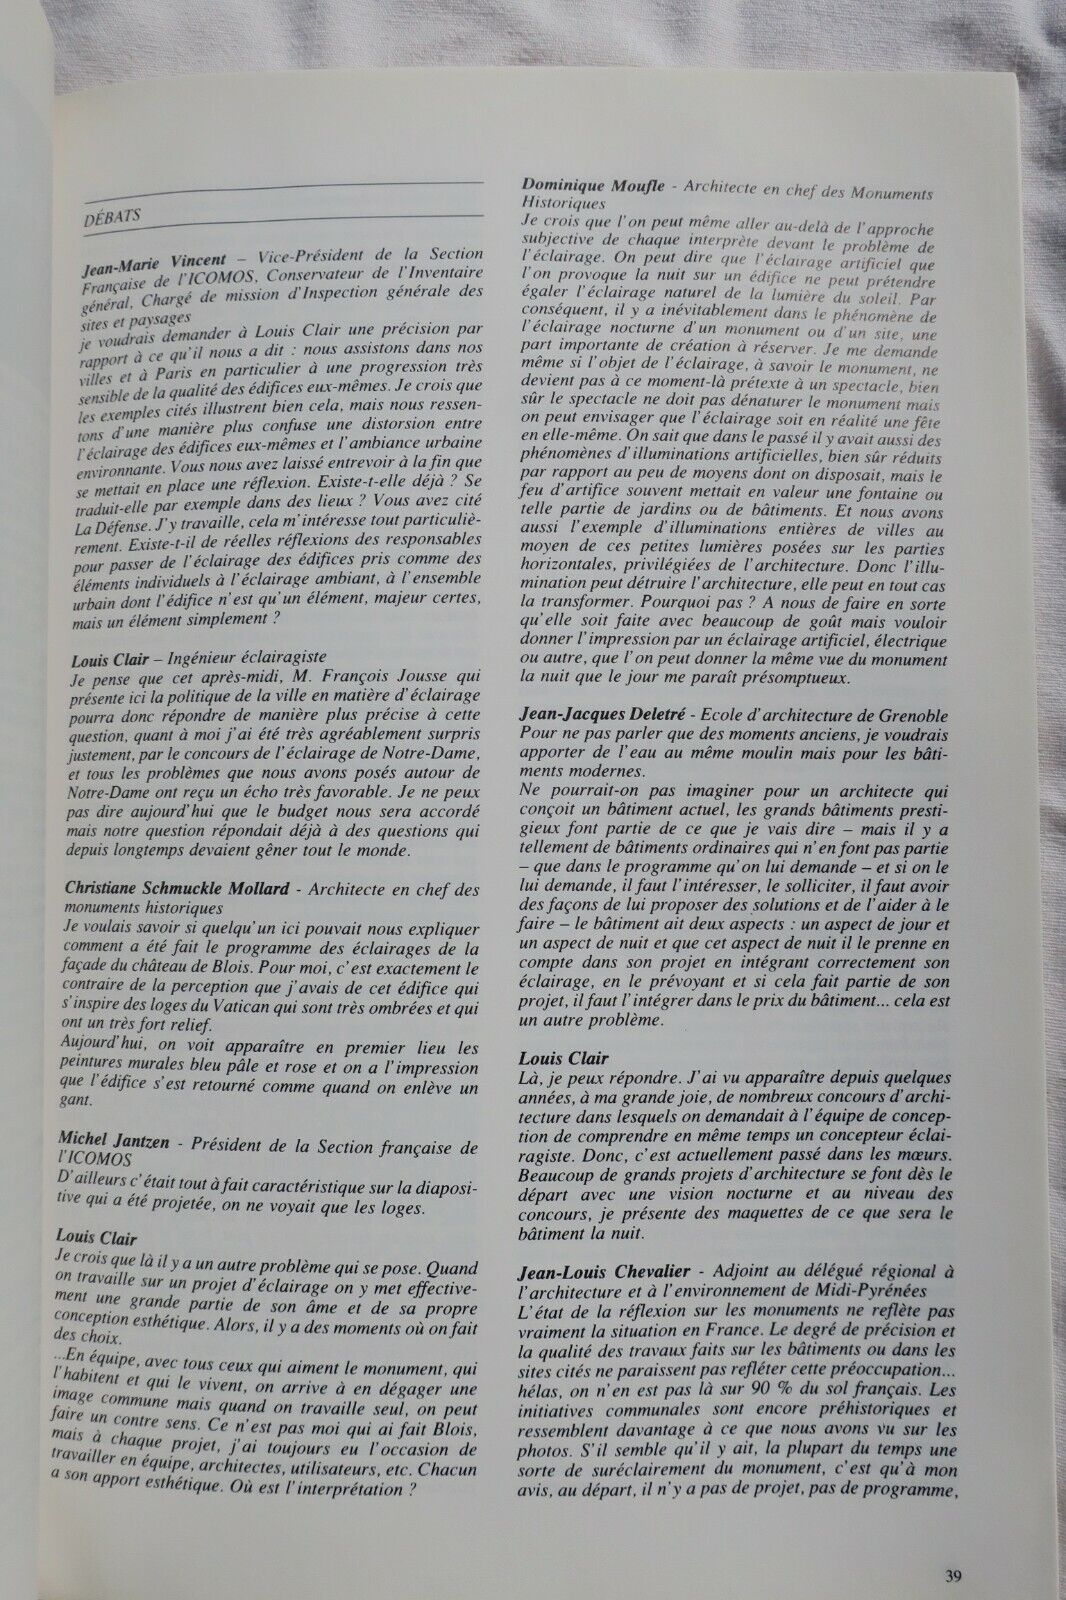 DÉBATS
Jean-Marie Vincent – Vice-Président de la Section
Française de l'ICOMOS, Conservateur de l'Inventaire
général, Chargé de mission d'Inspection générale des
sites et paysages
je voudrais demander à Louis Clair une précision par
rapport à ce qu'il nous a dit : nous assistons dans nos
villes et à Paris en particulier à une progression très
sensible de la qualité des édifices eux-mêmes. Je crois que
les exemples cités illustrent bien cela, mais nous ressen-
tons d'une manière plus confuse une distorsion entre
l'éclairage des édifices eux-mêmes et l'ambiance urbaine
environnante. Vous nous avez laissé entrevoir à la fin que
se mettait en place une réflexion. Existe-t-elle déjà ? Se
traduit-elle par exemple dans des lieux ? Vous avez cité
La Défense. J'y travaille, cela m'intéresse tout particuliè-
rement. Existe-t-il de réelles réflexions des responsables
pour passer de l'éclairage des édifices pris comme des
éléments individuels à l'éclairage ambiant, à l'ensemble
urbain dont l'édifice n'est qu'un élément, majeur certes,
mais un élément simplement ?
Louis Clair – Ingénieur éclairagiste
Je pense que cet après-midi, M. François Jousse qui
présente ici la politique de la ville en matière d'éclairage
pourra donc répondre de manière plus précise à cette
question, quant à moi j'ai été très agréablement surpris
justement, par le concours de l'éclairage de Notre-Dame,
et tous les problèmes que nous avons posés autour de
Notre-Dame ont reçu un écho très favorable. Je ne peux
pas dire aujourd'hui que le budget nous sera accordé
mais notre question répondait déjà à des questions qui
depuis longtemps devaient gêner tout le monde.
Christiane Schmuckle Mollard - Architecte en chef des
monuments historiques
Je voulais savoir si quelqu'un ici pouvait nous expliquer
comment a été fait le programme des éclairages de la
façade du château de Blois. Pour moi, c'est exactement le
contraire de la perception que j'avais de cet édifice qui
s'inspire des loges du Vatican qui sont très ombrées et qui
ont un très fort relief.
Aujourd'hui, on voit apparaître en premier lieu les
peintures murales bleu pâle et rose et on a l'impression
que l'édifice s'est retourné comme quand on enlève un
gant.
Michel Jantzen - Président de la Section française de
l'ICOMOS
D'ailleurs c'était tout à fait caractéristique sur la diaposi-
tive qui a été projetée, on ne voyait que les loges.
Louis Clair
Je crois que là il y a un autre problème qui se pose. Quand
on travaille sur un projet d'éclairage on y met effective-
ment une grande partie de son âme et de sa propre
conception esthétique. Alors, il y a des moments où on fait
des choix.
...En équipe, avec tous ceux qui aiment le monument, qui
l'habitent et qui le vivent, on arrive à en dégager une
image commune mais quand on travaille seul, on peut
faire un contre sens. Ce n'est pas moi qui ai fait Blois,
mais à chaque projet, j'ai toujours eu l'occasion de
travailler en équipe, architectes, utilisateurs, etc. Chacun
a son apport esthétique. Où est l'interprétation ?
Dominique Moufle - Architecte en chef des Monuments
Historiques
Je crois que l'on peut même aller au-delà de l'approche
subjective de chaque interprète devant le problème de
l'éclairage. On peut dire que l'éclairage artificiel que
l'on provoque la nuit sur un édifice ne peut prétendre
égaler l'éclairage naturel de la lumière du soleil. Par
conséquent, il y a inévitablement dans le phénomène de
l'éclairage nocturne d'un monument ou d'un site, une
part importante de création à réserver. Je me demande
même si l'objet de l'éclairage, à savoir le monument, ne
devient pas à ce moment-là prétexte à un spectacle, bien
sûr le spectacle ne doit pas dénaturer le monument mais
on peut envisager que l'éclairage soit en réalité une fête
en elle-même. On sait que dans le passé il y avait aussi des
phénomènes d'illuminations artificielles, bien sûr réduits
par rapport au peu de moyens dont on disposait, mais le
feu d'artifice souvent mettait en valeur une fontaine ou
telle partie de jardins ou de bâtiments. Et nous avons
aussi l'exemple d'illuminations entières de villes au
moyen de ces petites lumières posées sur les parties
horizontales, privilégiées de l'architecture. Donc l'illu-
mination peut détruire l'architecture, elle peut en tout cas
la transformer. Pourquoi pas ? A nous de faire en sorte
qu'elle soit faite avec beaucoup de goût mais vouloir
donner l'impression par un éclairage artificiel, électrique
ou autre, que l'on peut donner la même vue du monument
la nuit que le jour me paraît présomptueux.
Jean-Jacques Deletré - Ecole d'architecture de Grenoble
Pour ne pas parler que des moments anciens, je voudrais
apporter de l'eau au même moulin mais pour les bâti-
ments modernes.
Ne pourrait-on pas imaginer pour un architecte qui
conçoit un bâtiment actuel, les grands bâtiments presti-
gieux font partie de ce que je vais dire – mais il y a
tellement de bâtiments ordinaires qui n'en font pas partie
– que dans le programme qu'on lui demande – et si on le
lui demande, il faut l'intéresser, le solliciter, il faut avoir
des façons de lui proposer des solutions et de l'aider à le
faire – le bâtiment ait deux aspects : un aspect de jour et
un aspect de nuit et que cet aspect de nuit il le prenne en
compte dans son projet en intégrant correctement son
éclairage, en le prévoyant et si cela fait partie de son
projet, il faut l'intégrer dans le prix du bâtiment... cela est
un autre problème.
Louis Clair
Là, je peux répondre. J'ai vu apparaître depuis quelques
années, à ma grande joie, de nombreux concours d'archi-
tecture dans lesquels on demandait à l'équipe de concep-
tion de comprendre en même temps un concepteur éclai-
ragiste. Donc, c'est actuellement passé dans les mœurs.
Beaucoup de grands projets d'architecture se font dès le
départ avec une vision nocturne et au niveau des
concours, je présente des maquettes de ce que sera le
bâtiment la nuit.
Jean-Louis Chevalier - Adjoint au délégué régional à
l'architecture et à l'environnement de Midi-Pyrénées
L'état de la réflexion sur les monuments ne reflète pas
vraiment la situation en France. Le degré de précision et
la qualité des travaux faits sur les bâtiments ou dans les
sites cités ne paraissent pas refléter cette préoccupation...
hélas, on n'en est pas là sur 90 % du sol français. Les
initiatives communales sont encore préhistoriques et
ressemblent davantage à ce que nous avons vu sur les
photos. S'il semble qu'il y ait, la plupart du temps une
sorte de suréclairement du monument, c'est qu'à mon
avis, au départ, il n'y a pas de projet, pas de programme,
39